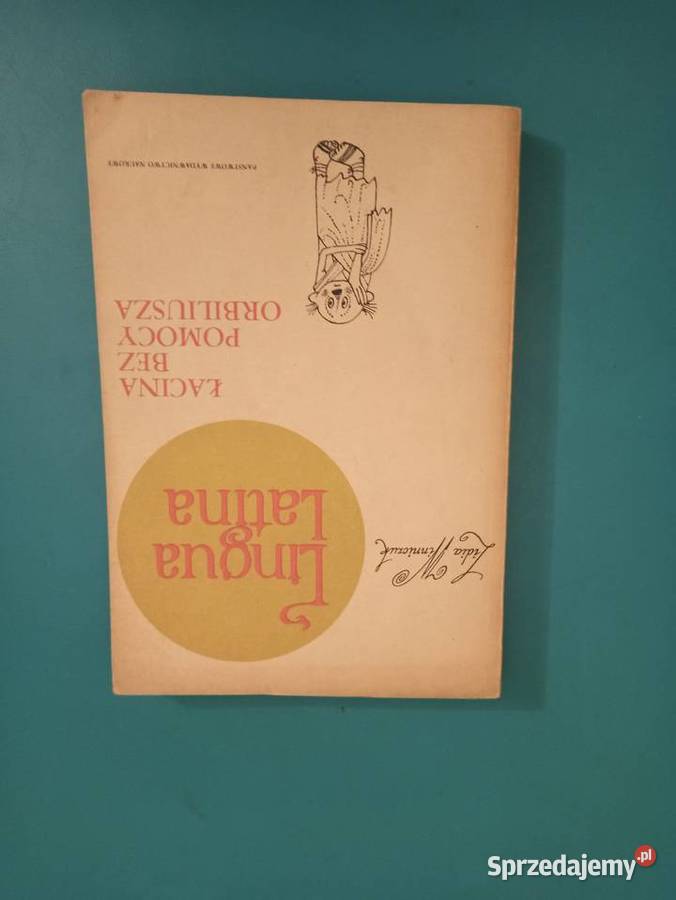 Lidia Winniczuk
Lingua
Latina
ŁACINA
BEZ
POMOCY
ORBILIUSZA
PAŃSTWOWE WYDAWNICTWO NAUKOWE
Sprzedajemy.pl